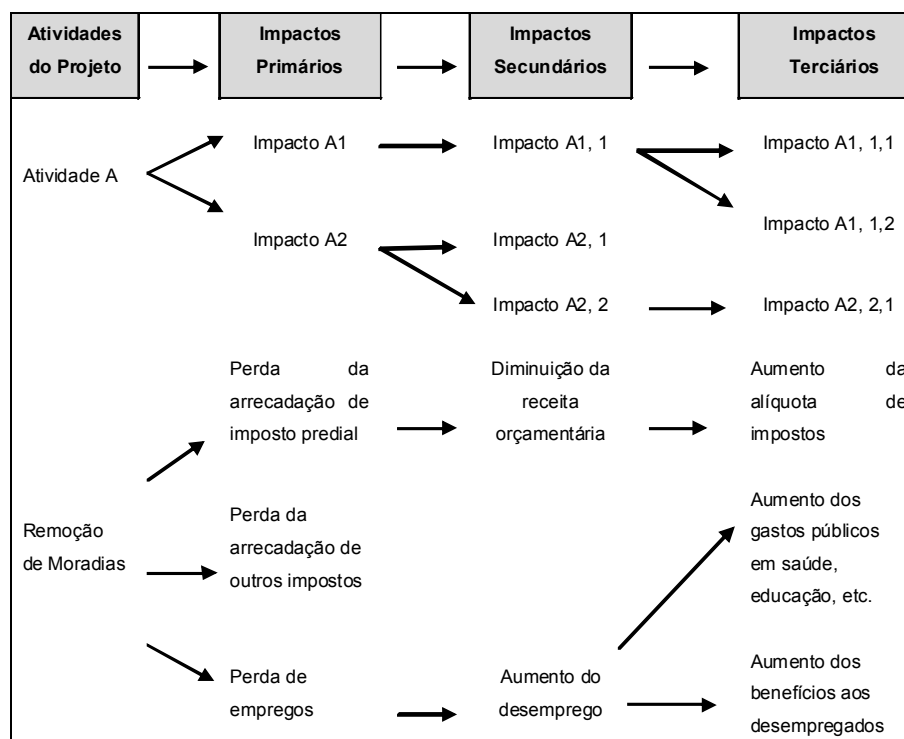 Atividades
do Projeto
Impactos
Primários
Impactos
Secundários
Impactos
Terciários
Atividade A
Impacto A1
Impacto A1, 1
Impacto A1, 1,1
Impacto A1, 1,2
Impacto A2
Impacto A2, 1
Impacto A2, 2
Impacto A2, 2,1
Remoção
de Moradias
Perda da
arrecadação de
imposto predial
Diminuição da
receita
orçamentária
Aumento da
alíquota de
impostos
Perda da
arrecadação de
outros impostos
Perda de
empregos
Aumento do
desemprego
Aumento dos
gastos públicos
em saúde,
educação, etc.
Aumento dos
benefícios aos
desempregados